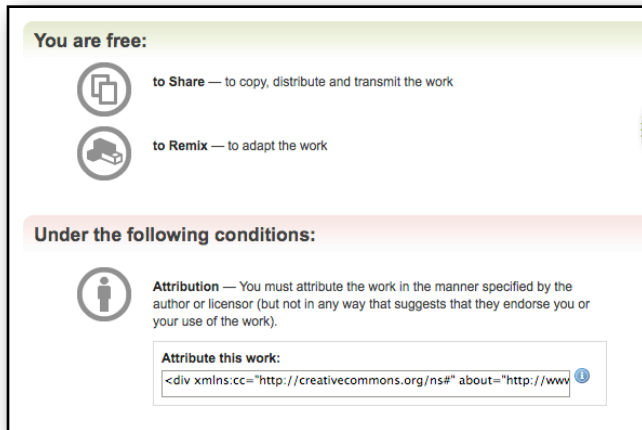 You are free:
to Share — to copy, distribute and transmit the work
to Remix — to adapt the work
Under the following conditions:
Attribution — You must attribute the work in the manner specified by the
author or licensor (but not in any way that suggests that they endorse you or
your use of the work).
Attribute this work:
<div xmlns:cc="http://creativecommons.org/ns#" about="http://www